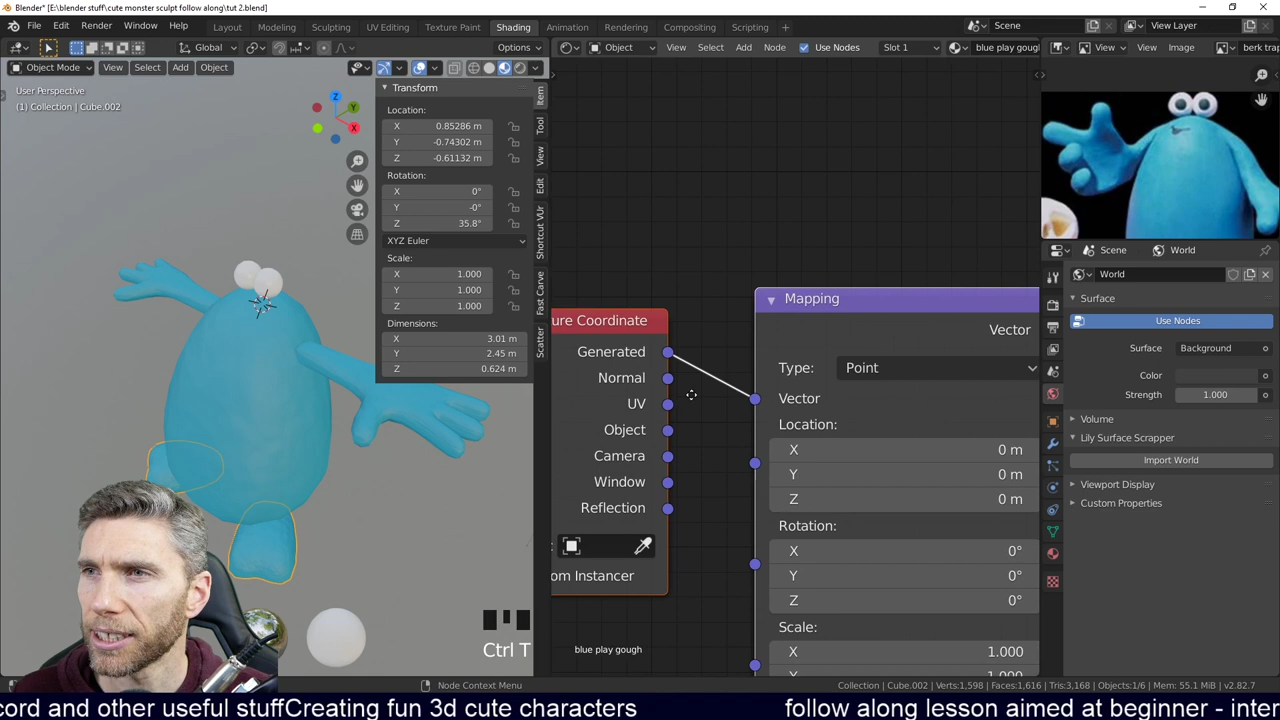 Blender* [E:\blender stuff\cute monster sculpt follow along\tut 2.blend]
File Edit Render Window Help Layout Modeling Sculpting UV Editing Texture Paint Shading Animation Rendering Compositing Scripting Scene View Layer
Global Options Object View Select Add Node Use Nodes Slot 1 blue play gough View View Image berk trap
Object Mode View Select Add Object
User Perspective
(1) Collection | Cube.002
Transform
Location:
X 0.85286 m
Y -0.74302 m
Z -0.61132 m
Rotation:
X 0°
Y -0°
Z 35.8°
XYZ Euler
Scale:
X 1.000
Y 1.000
Z 1.000
Dimensions:
X 3.01 m
Y 2.45 m
Z 0.624 m
Item
Tool
View
Edit
Shortcut VUr
Fast Carve
Scatter
Z
Y
X
ure Coordinate
Generated
Normal
UV
Object
Camera
Window
Reflection
om Instancer
Mapping
Vector
Type: Point
Vector
Location:
X 0 m
Y 0 m
Z 0 m
Rotation:
X 0°
Y 0°
Z 0°
Scale:
X 1.000
blue play gough
Ctrl T
Scene World
World
Surface
Use Nodes
Surface Background
Color
Strength 1.000
Volume
Lily Surface Scrapper
Import World
Viewport Display
Custom Properties
Node Context Menu
Collection | Cube.002 | Verts:1,598 | Faces:1,616 | Tris:3,168 | Objects:1/6 | Mem: 55.1 MiB | v2.82.7
cord and other useful stuffCreating fun 3d cute characters follow along lesson aimed at beginner - inter